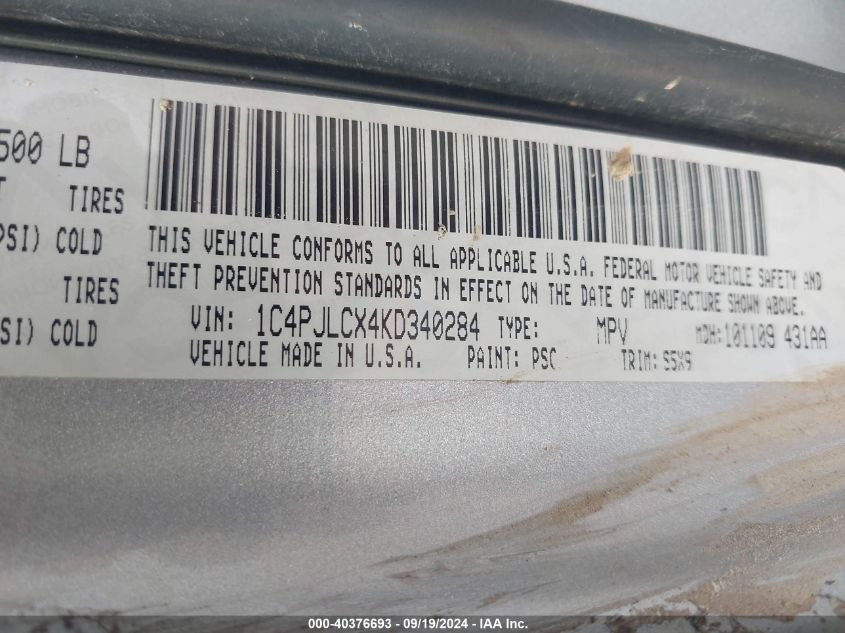 500 LB
TIRES
PSI) COLD
TIRES
SI) COLD
THIS VEHICLE CONFORMS TO ALL APPLICABLE U.S.A. FEDERAL MOTOR VEHICLE SAFETY AND
THEFT PREVENTION STANDARDS IN EFFECT ON THE DATE OF MANUFACTURE SHOWN ABOVE.
VIN: 1C4PJLCX4KD340284 TYPE: MPV MDH:101109 431AA
VEHICLE MADE IN U.S.A. PAINT: PSC TRIM: S5X9
000-40376693 - 09/19/2024 - IAA Inc.